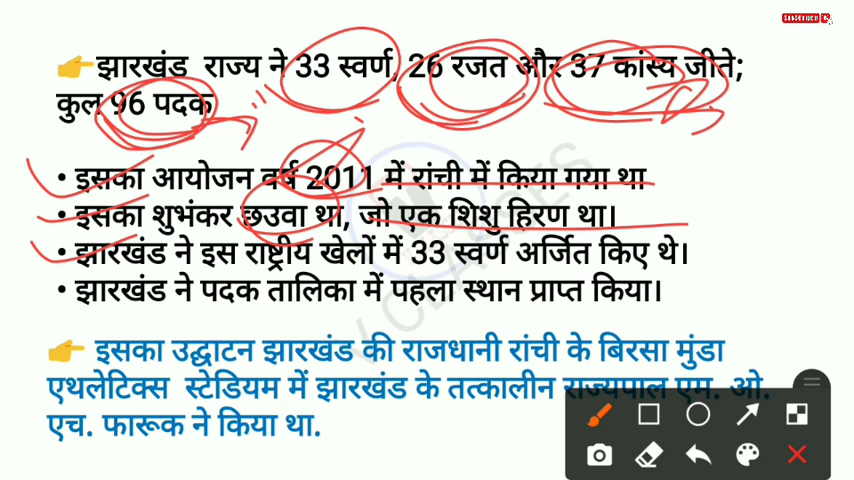 SUBSCRIBED
👉झारखंड राज्य ने 33 स्वर्ण, 26 रजत और 37 कांस्य जीते;
कुल 96 पदक
• इसका आयोजन वर्ष 2011 में रांची में किया गया था
• इसका शुभंकर छउवा था, जो एक शिशु हिरण था।
• झारखंड ने इस राष्ट्रीय खेलों में 33 स्वर्ण अर्जित किए थे।
• झारखंड ने पदक तालिका में पहला स्थान प्राप्त किया।
👉 इसका उद्घाटन झारखंड की राजधानी रांची के बिरसा मुंडा
एथलेटिक्स स्टेडियम में झारखंड के तत्कालीन राज्यपाल एम. ओ.
एच. फारूक ने किया था.
V CLASSES